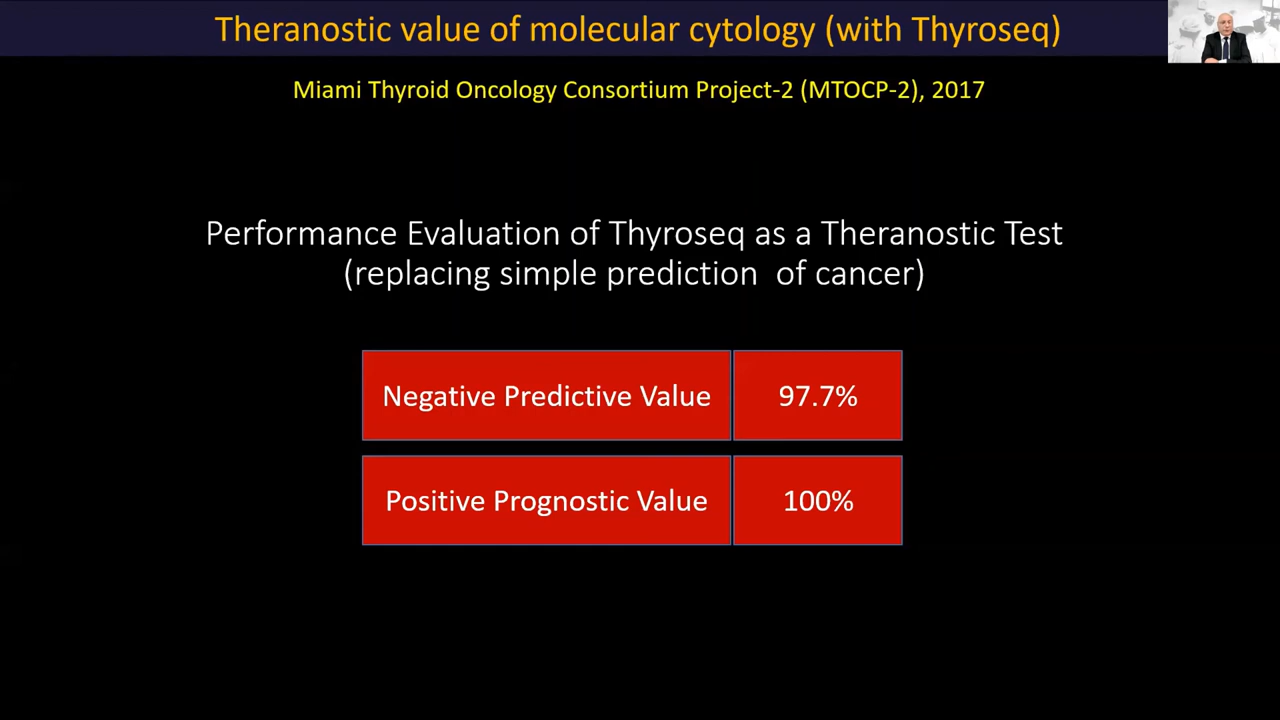 Theranostic value of molecular cytology (with Thyroseq)
Miami Thyroid Oncology Consortium Project-2 (MTOCP-2), 2017
Performance Evaluation of Thyroseq as a Theranostic Test
(replacing simple prediction of cancer)
Negative Predictive Value 97.7%
Positive Prognostic Value 100%